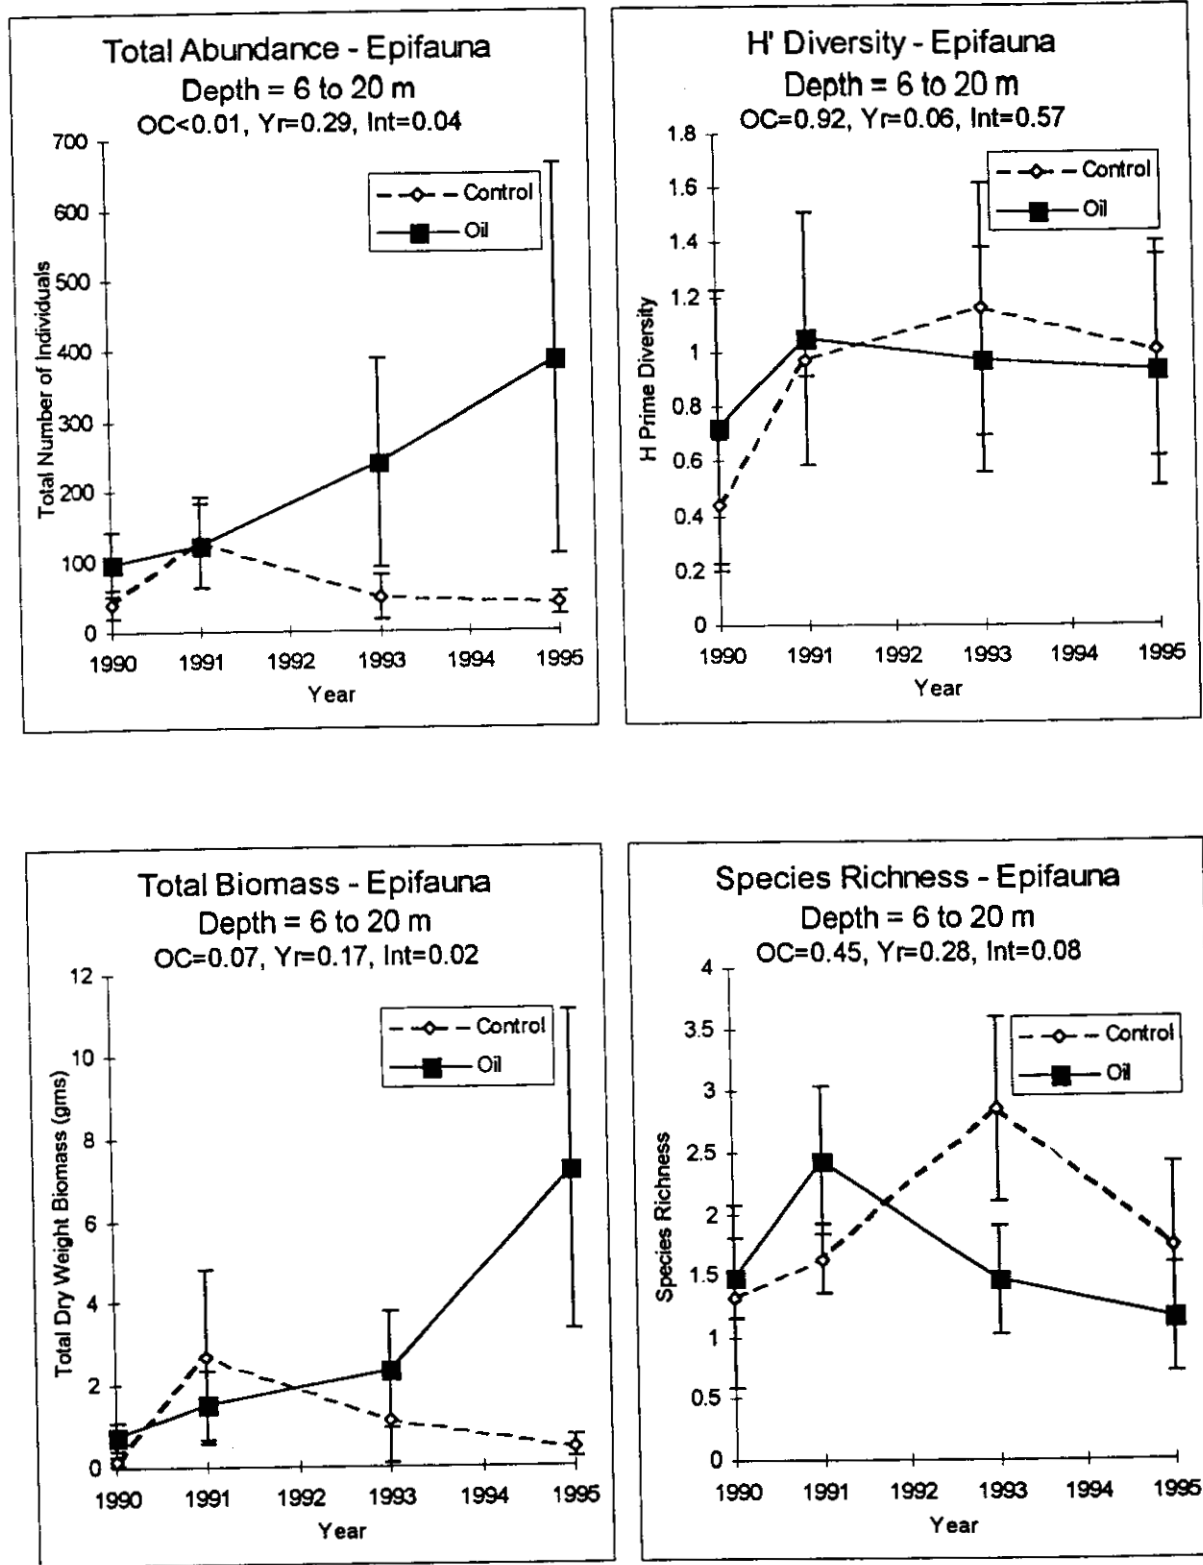 Total Abundance - Epifauna
Depth = 6 to 20 m
OC<0.01, Yr=0.29, Int=0.04
700
600
500
400
300
200
100
0
Total Number of Individuals
Control
Oil
1990 1991 1992 1993 1994 1995
Year
H' Diversity - Epifauna
Depth = 6 to 20 m
OC=0.92, Yr=0.06, Int=0.57
1.8
1.6
1.4
1.2
1
0.8
0.6
0.4
0.2
0
H Prime Diversity
Control
Oil
1990 1991 1992 1993 1994 1995
Year
Total Biomass - Epifauna
Depth = 6 to 20 m
OC=0.07, Yr=0.17, Int=0.02
12
10
8
6
4
2
0
Total Dry Weight Biomass (gms)
Control
Oil
1990 1991 1992 1993 1994 1995
Year
Species Richness - Epifauna
Depth = 6 to 20 m
OC=0.45, Yr=0.28, Int=0.08
4
3.5
3
2.5
2
1.5
1
0.5
0
Species Richness
Control
Oil
1990 1991 1992 1993 1994 1995
Year